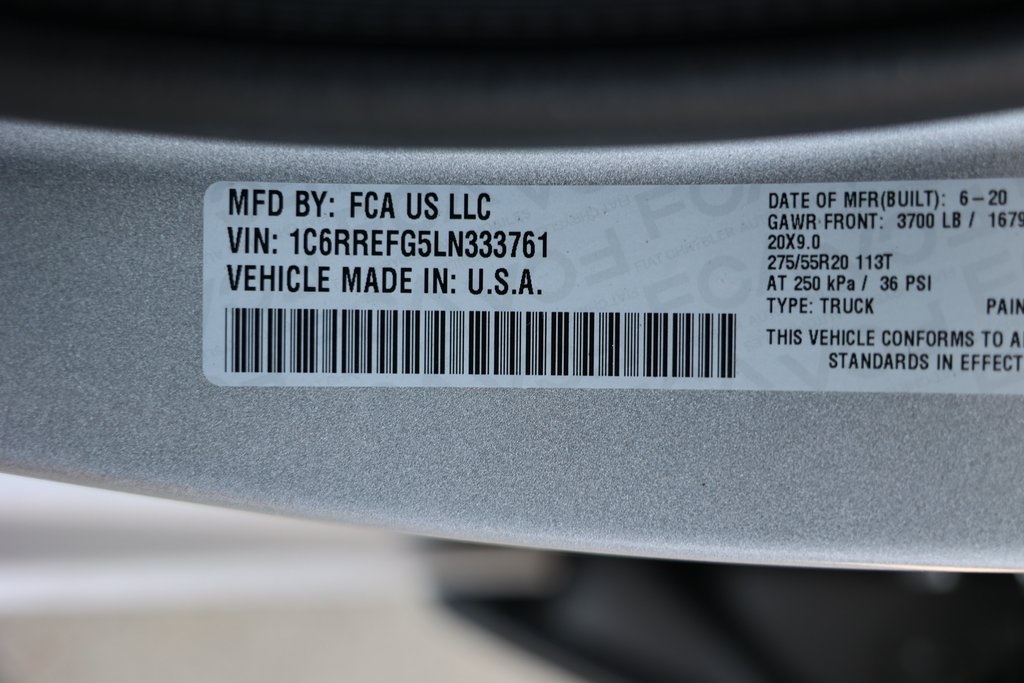 MFD BY: FCA US LLC
VIN: 1C6RREFG5LN333761
VEHICLE MADE IN: U.S.A.
DATE OF MFR(BUILT): 6-20
GAWR FRONT: 3700 LB / 1679
20X9.0
275/55R20 113T
AT 250 kPa / 36 PSI
TYPE: TRUCK PAIN
THIS VEHICLE CONFORMS TO A
STANDARDS IN EFFECT